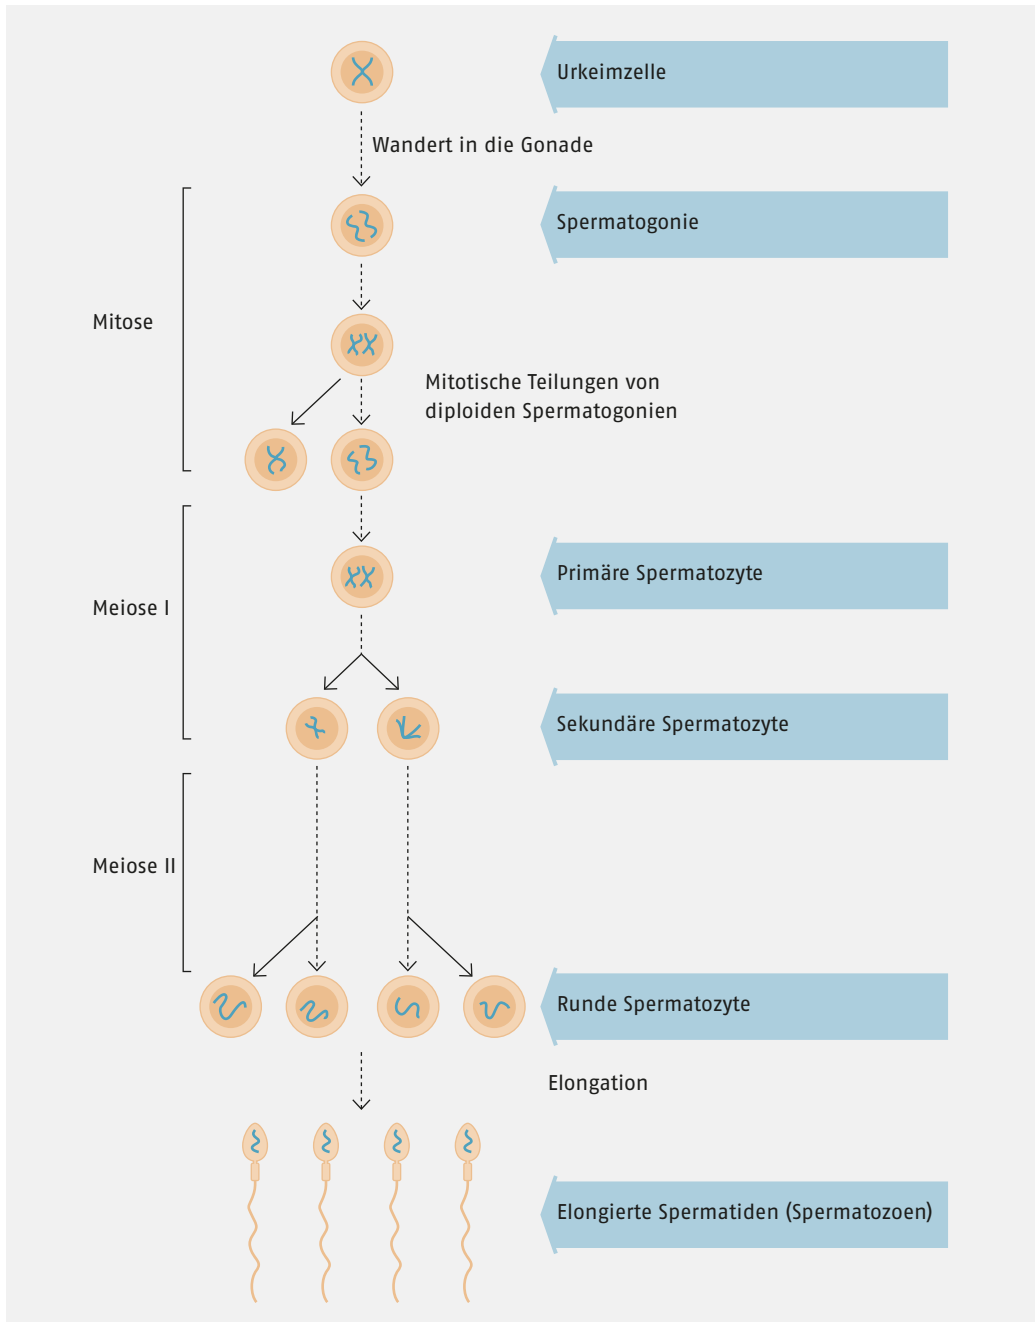 Urkeimzelle
Wandert in die Gonade
Spermatogonie
Mitose
Mitotische Teilungen von
diploiden Spermatogonien
Primäre Spermatozyte
Meiose I
Sekundäre Spermatozyte
Meiose II
Runde Spermatozyte
Elongation
Elongierte Spermatiden (Spermatozoen)